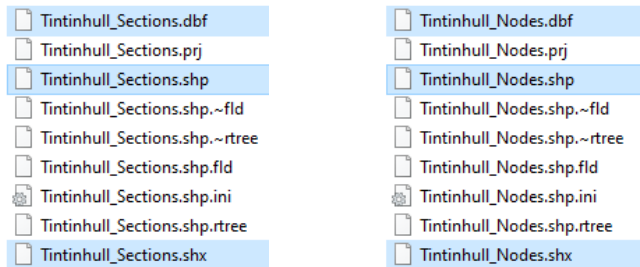 Tintinhull_Sections.dbf
Tintinhull_Sections.prj
Tintinhull_Sections.shp
Tintinhull_Sections.shp.~fld
Tintinhull_Sections.shp.~rtree
Tintinhull_Sections.shp.fld
Tintinhull_Sections.shp.ini
Tintinhull_Sections.shp.rtree
Tintinhull_Sections.shx
Tintinhull_Nodes.dbf
Tintinhull_Nodes.prj
Tintinhull_Nodes.shp
Tintinhull_Nodes.shp.~fld
Tintinhull_Nodes.shp.~rtree
Tintinhull_Nodes.shp.fld
Tintinhull_Nodes.shp.ini
Tintinhull_Nodes.shp.rtree
Tintinhull_Nodes.shx